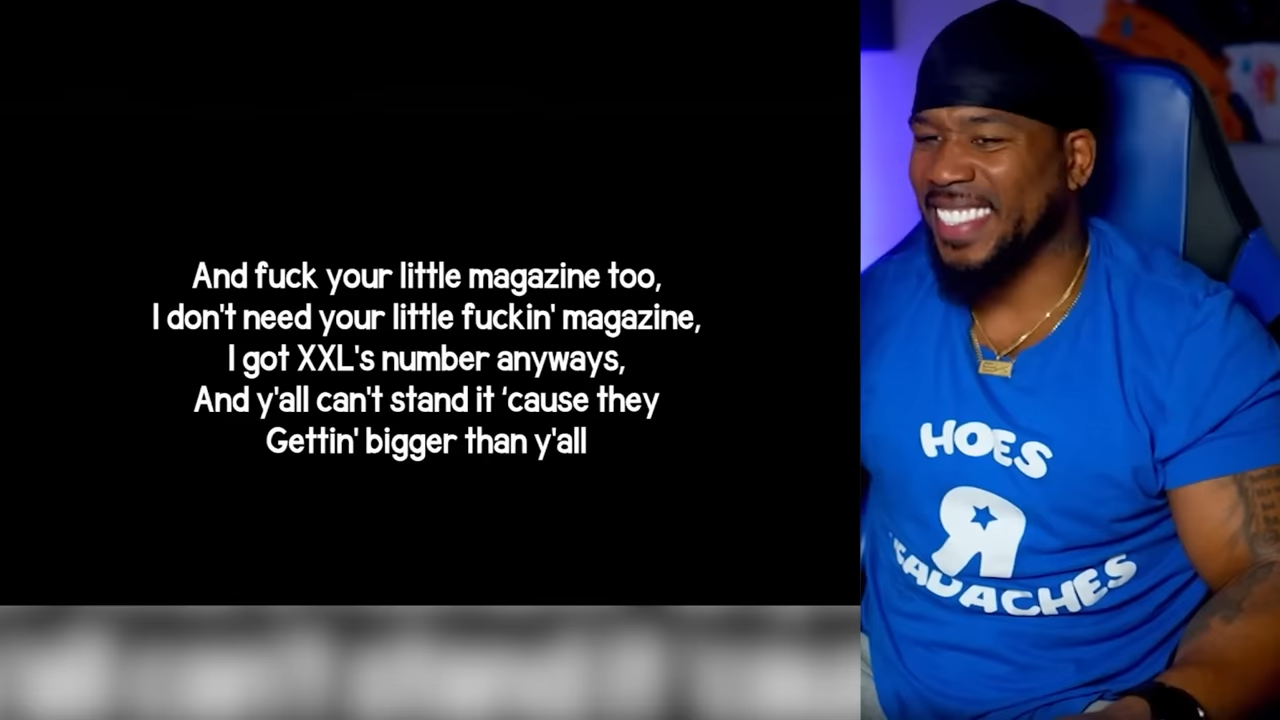 And fuck your little magazine too,
I don't need your little fuckin' magazine,
I got XXL's number anyways,
And y'all can't stand it ‘cause they
Gettin' bigger than y'all
HOES
R
HEADACHES